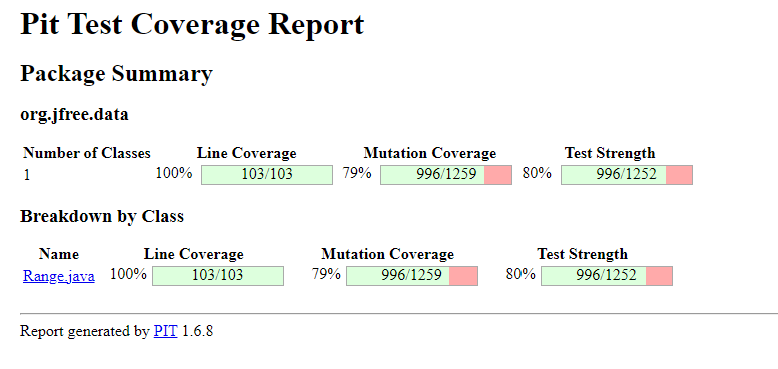 Pit Test Coverage Report
Package Summary
org.jfree.data
Number of Classes Line Coverage Mutation Coverage Test Strength
1 100% 103/103 79% 996/1259 80% 996/1252
Breakdown by Class
Name Line Coverage Mutation Coverage Test Strength
Range.java 100% 103/103 79% 996/1259 80% 996/1252
Report generated by PIT 1.6.8